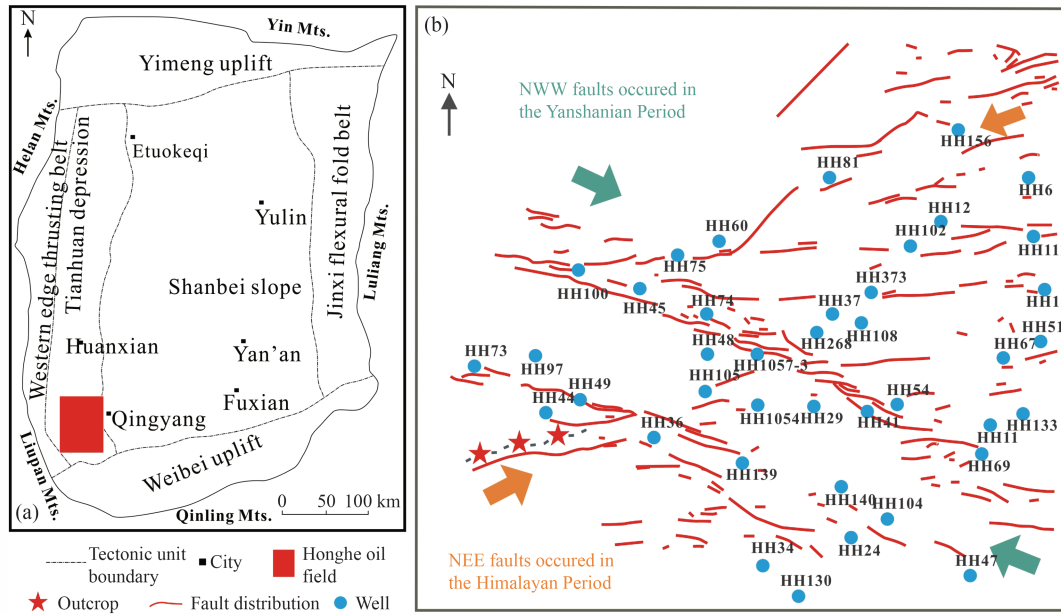 N
Yin Mts.
Yimeng uplift
Helan Mts.
Western edge thrusting belt
Tianhuan depression
Etuokeqi
Yulin
Shanbei slope
Jinxi flexural fold belt
Luliang Mts.
Huanxian
Yan'an
Fuxian
Qingyang
Weibei uplift
Liupan Mts.
Qinling Mts.
0 50 100 km
(a)
Tectonic unit
boundary
City
Honghe oil
field
Outcrop
Fault distribution
Well
(b)
N
NWW faults occured in
the Yanshanian Period
HH156
HH81
HH6
HH12
HH60
HH102
HH11
HH75
HH100
HH45
HH373
HH1
HH74
HH37
HH108
HH51
HH268
HH67
HH48
HH73
HH97
HH1057-3
HH105
HH49
HH54
HH44
HH1054
HH29
HH41
HH133
HH36
HH11
HH69
HH139
HH140
HH104
HH34
HH24
HH47
HH130
NEE faults occured in
the Himalayan Period